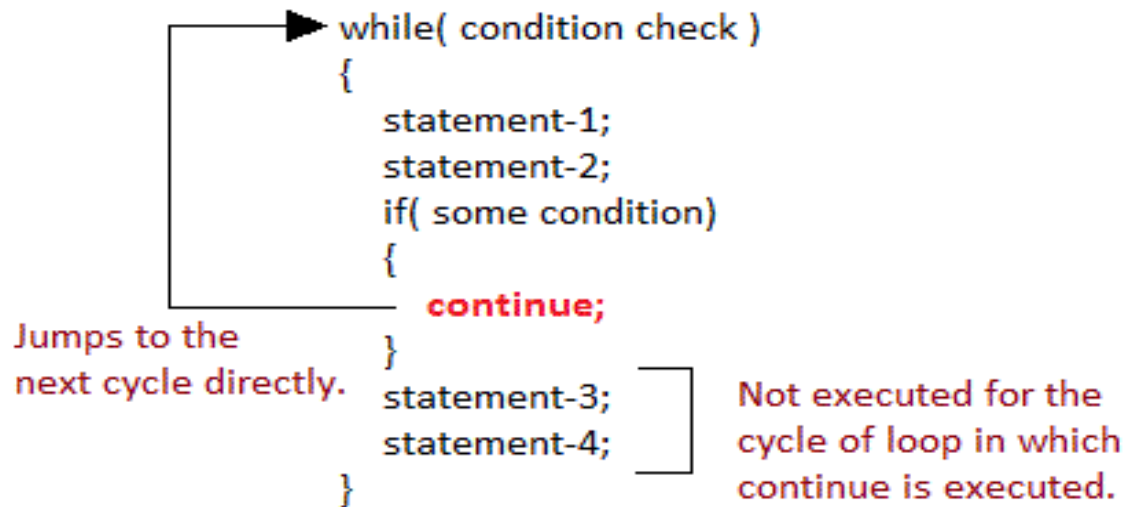 while( condition check )
{
statement-1;
statement-2;
if( some condition)
{
continue;
}
statement-3;
statement-4;
}
Jumps to the
next cycle directly.
Not executed for the
cycle of loop in which
continue is executed.